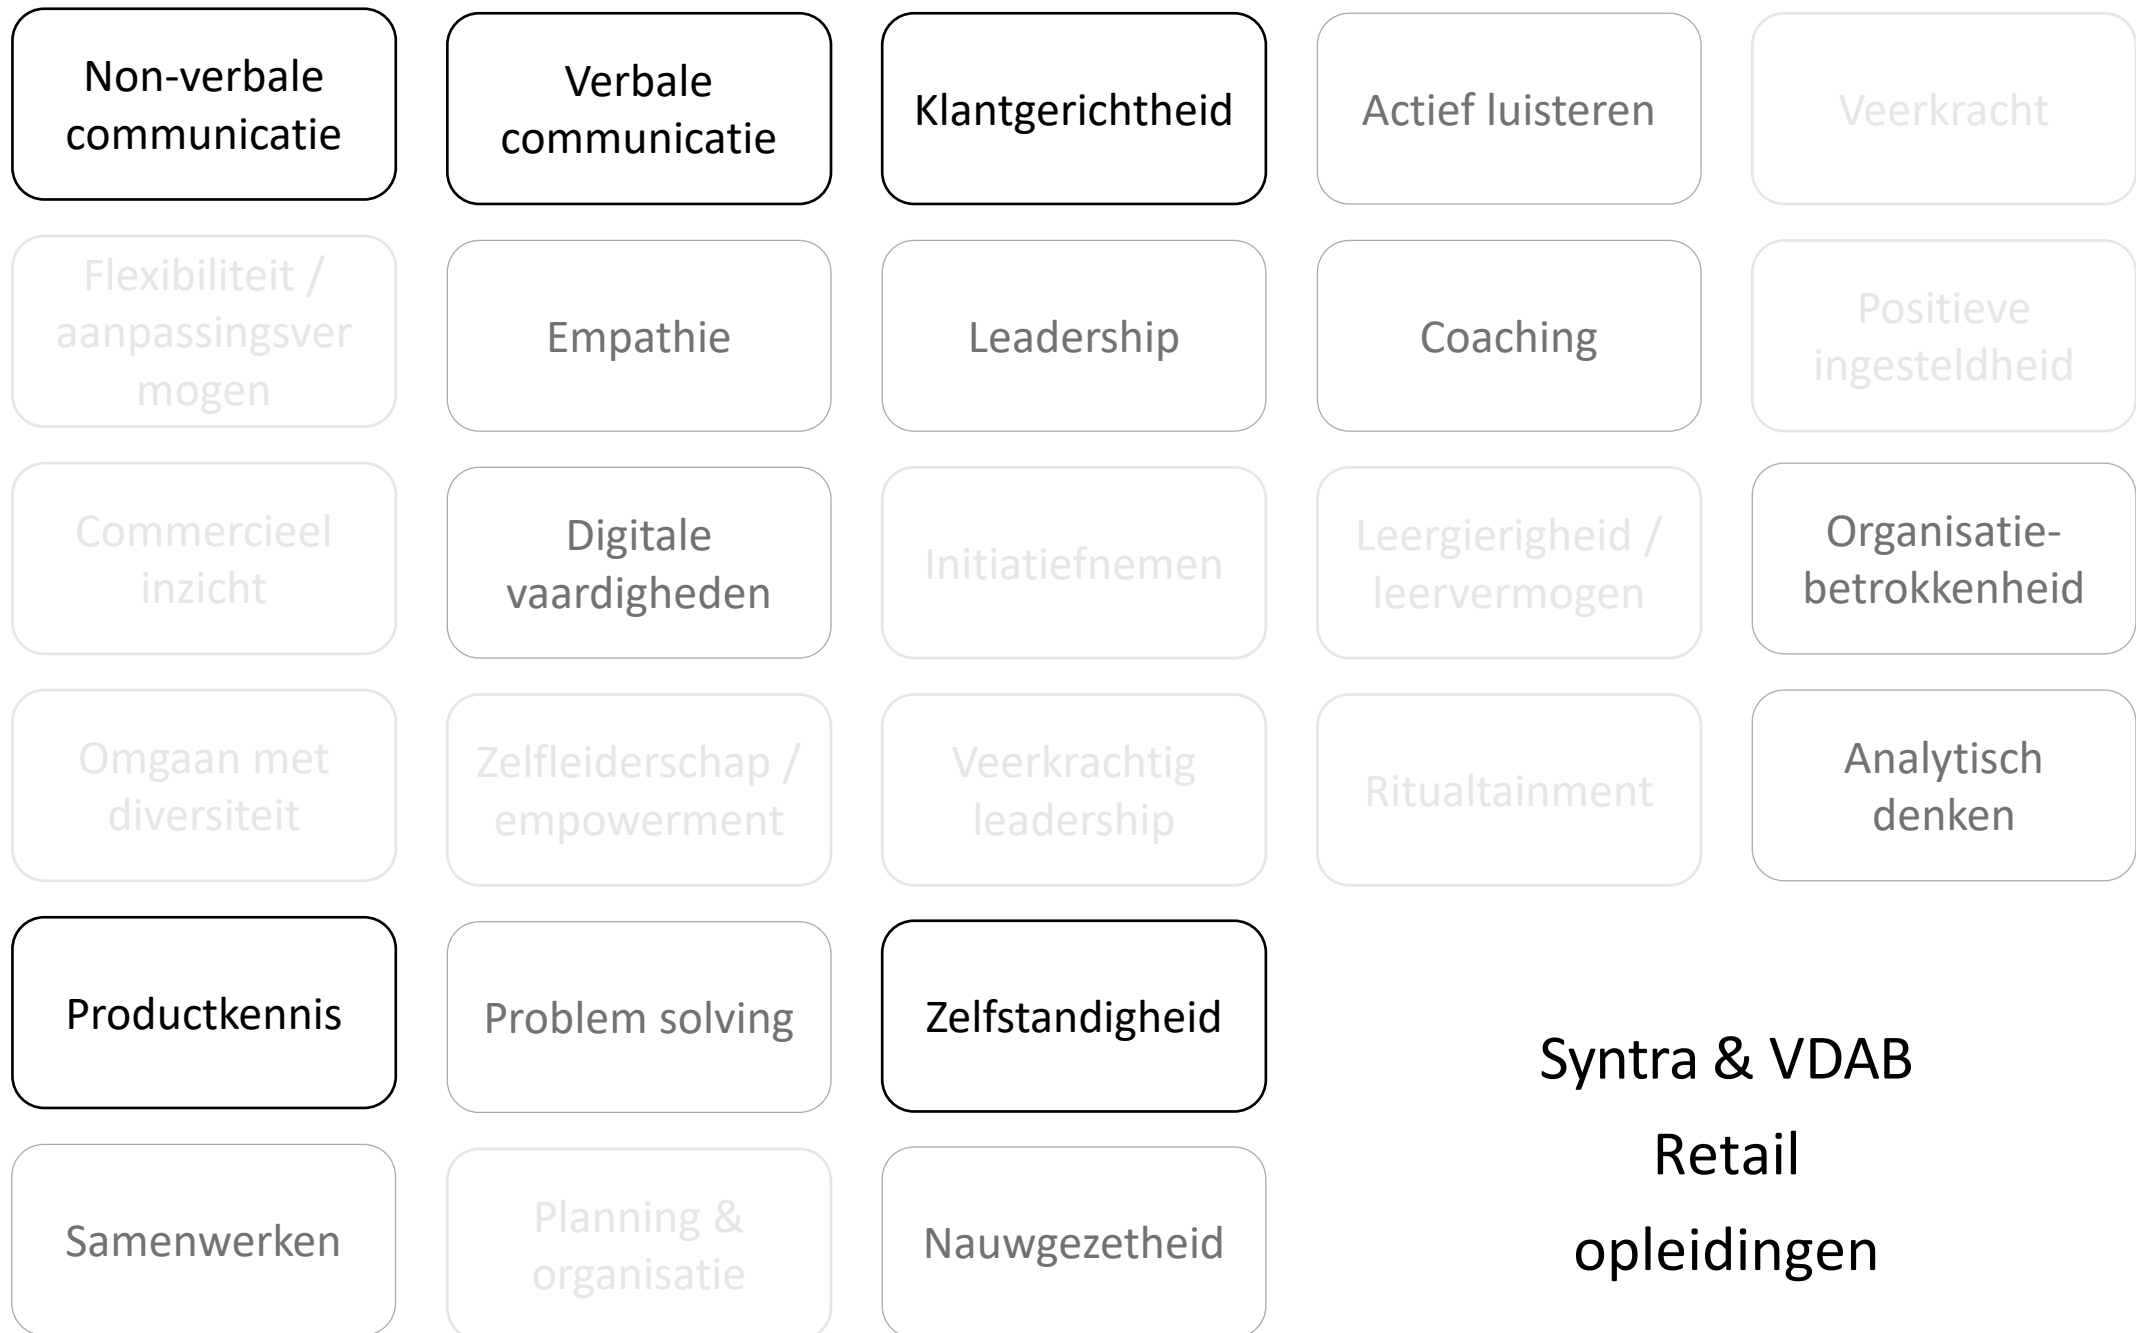 Non-verbale
communicatie
Verbale
communicatie
Klantgerichtheid
Actief luisteren
Veerkracht
Flexibiliteit /
aanpassingsver
mogen
Empathie
Leadership
Coaching
Positieve
ingesteldheid
Commercieel
inzicht
Digitale
vaardigheden
Initiatiefnemen
Leergierigheid /
leervermogen
Organisatie-
betrokkenheid
Omgaan met
diversiteit
Zelfleiderschap /
empowerment
Veerkrachtig
leadership
Ritualtainment
Analytisch
denken
Productkennis
Problem solving
Zelfstandigheid
Samenwerken
Planning &
organisatie
Nauwgezetheid
Syntra & VDAB
Retail
opleidingen